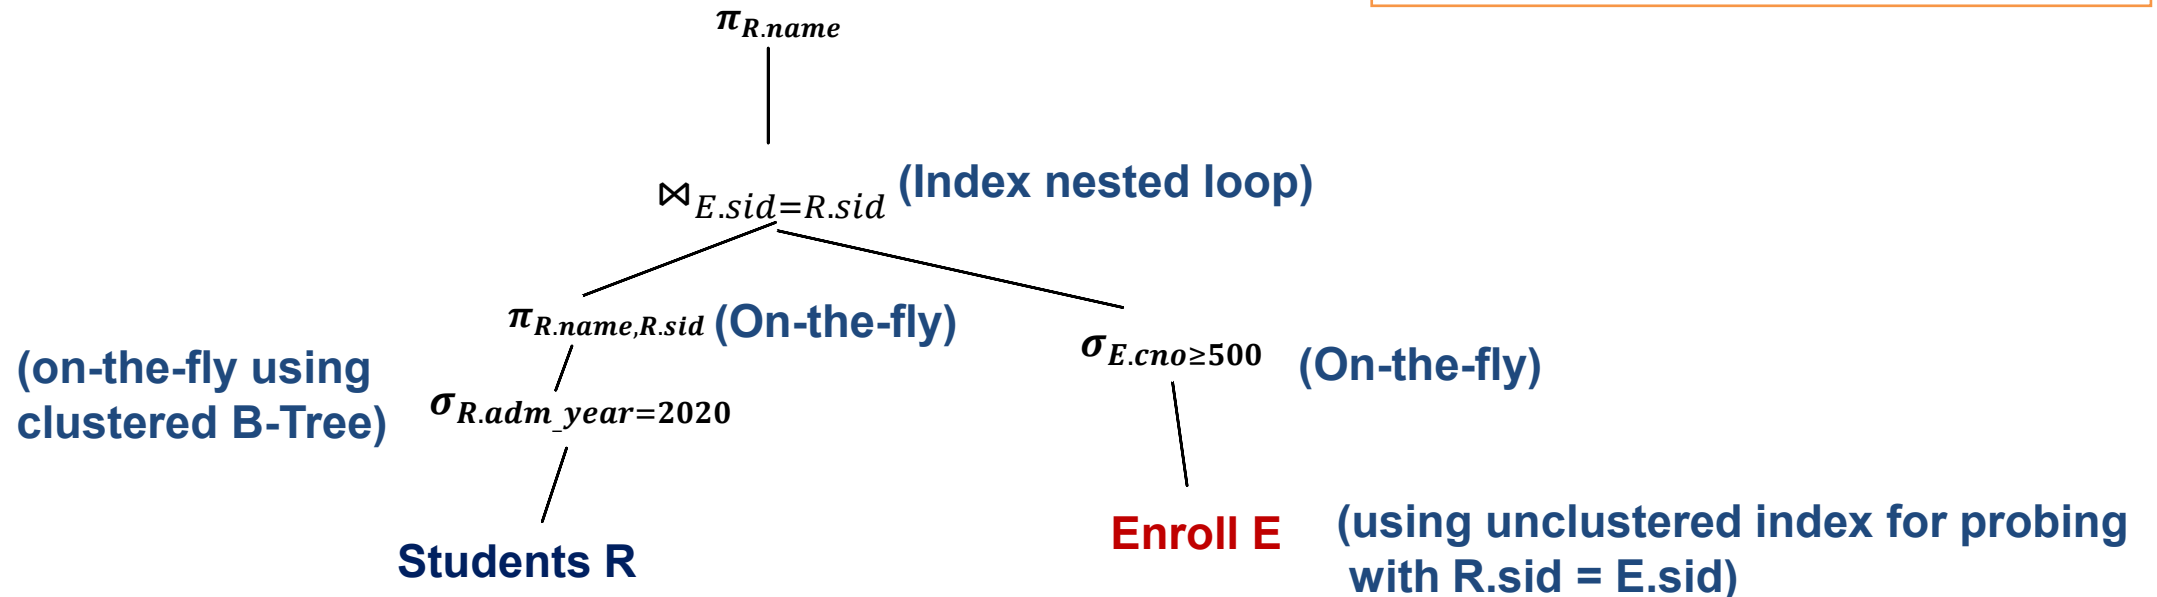 π R.name
⋈ E.sid=R.sid (Index nested loop)
π R.name,R.sid (On-the-fly)
σ E.cno≥500 (On-the-fly)
(on-the-fly using
clustered B-Tree)
σ R.adm_year=2020
Students R
Enroll E
(using unclustered index for probing
with R.sid = E.sid)